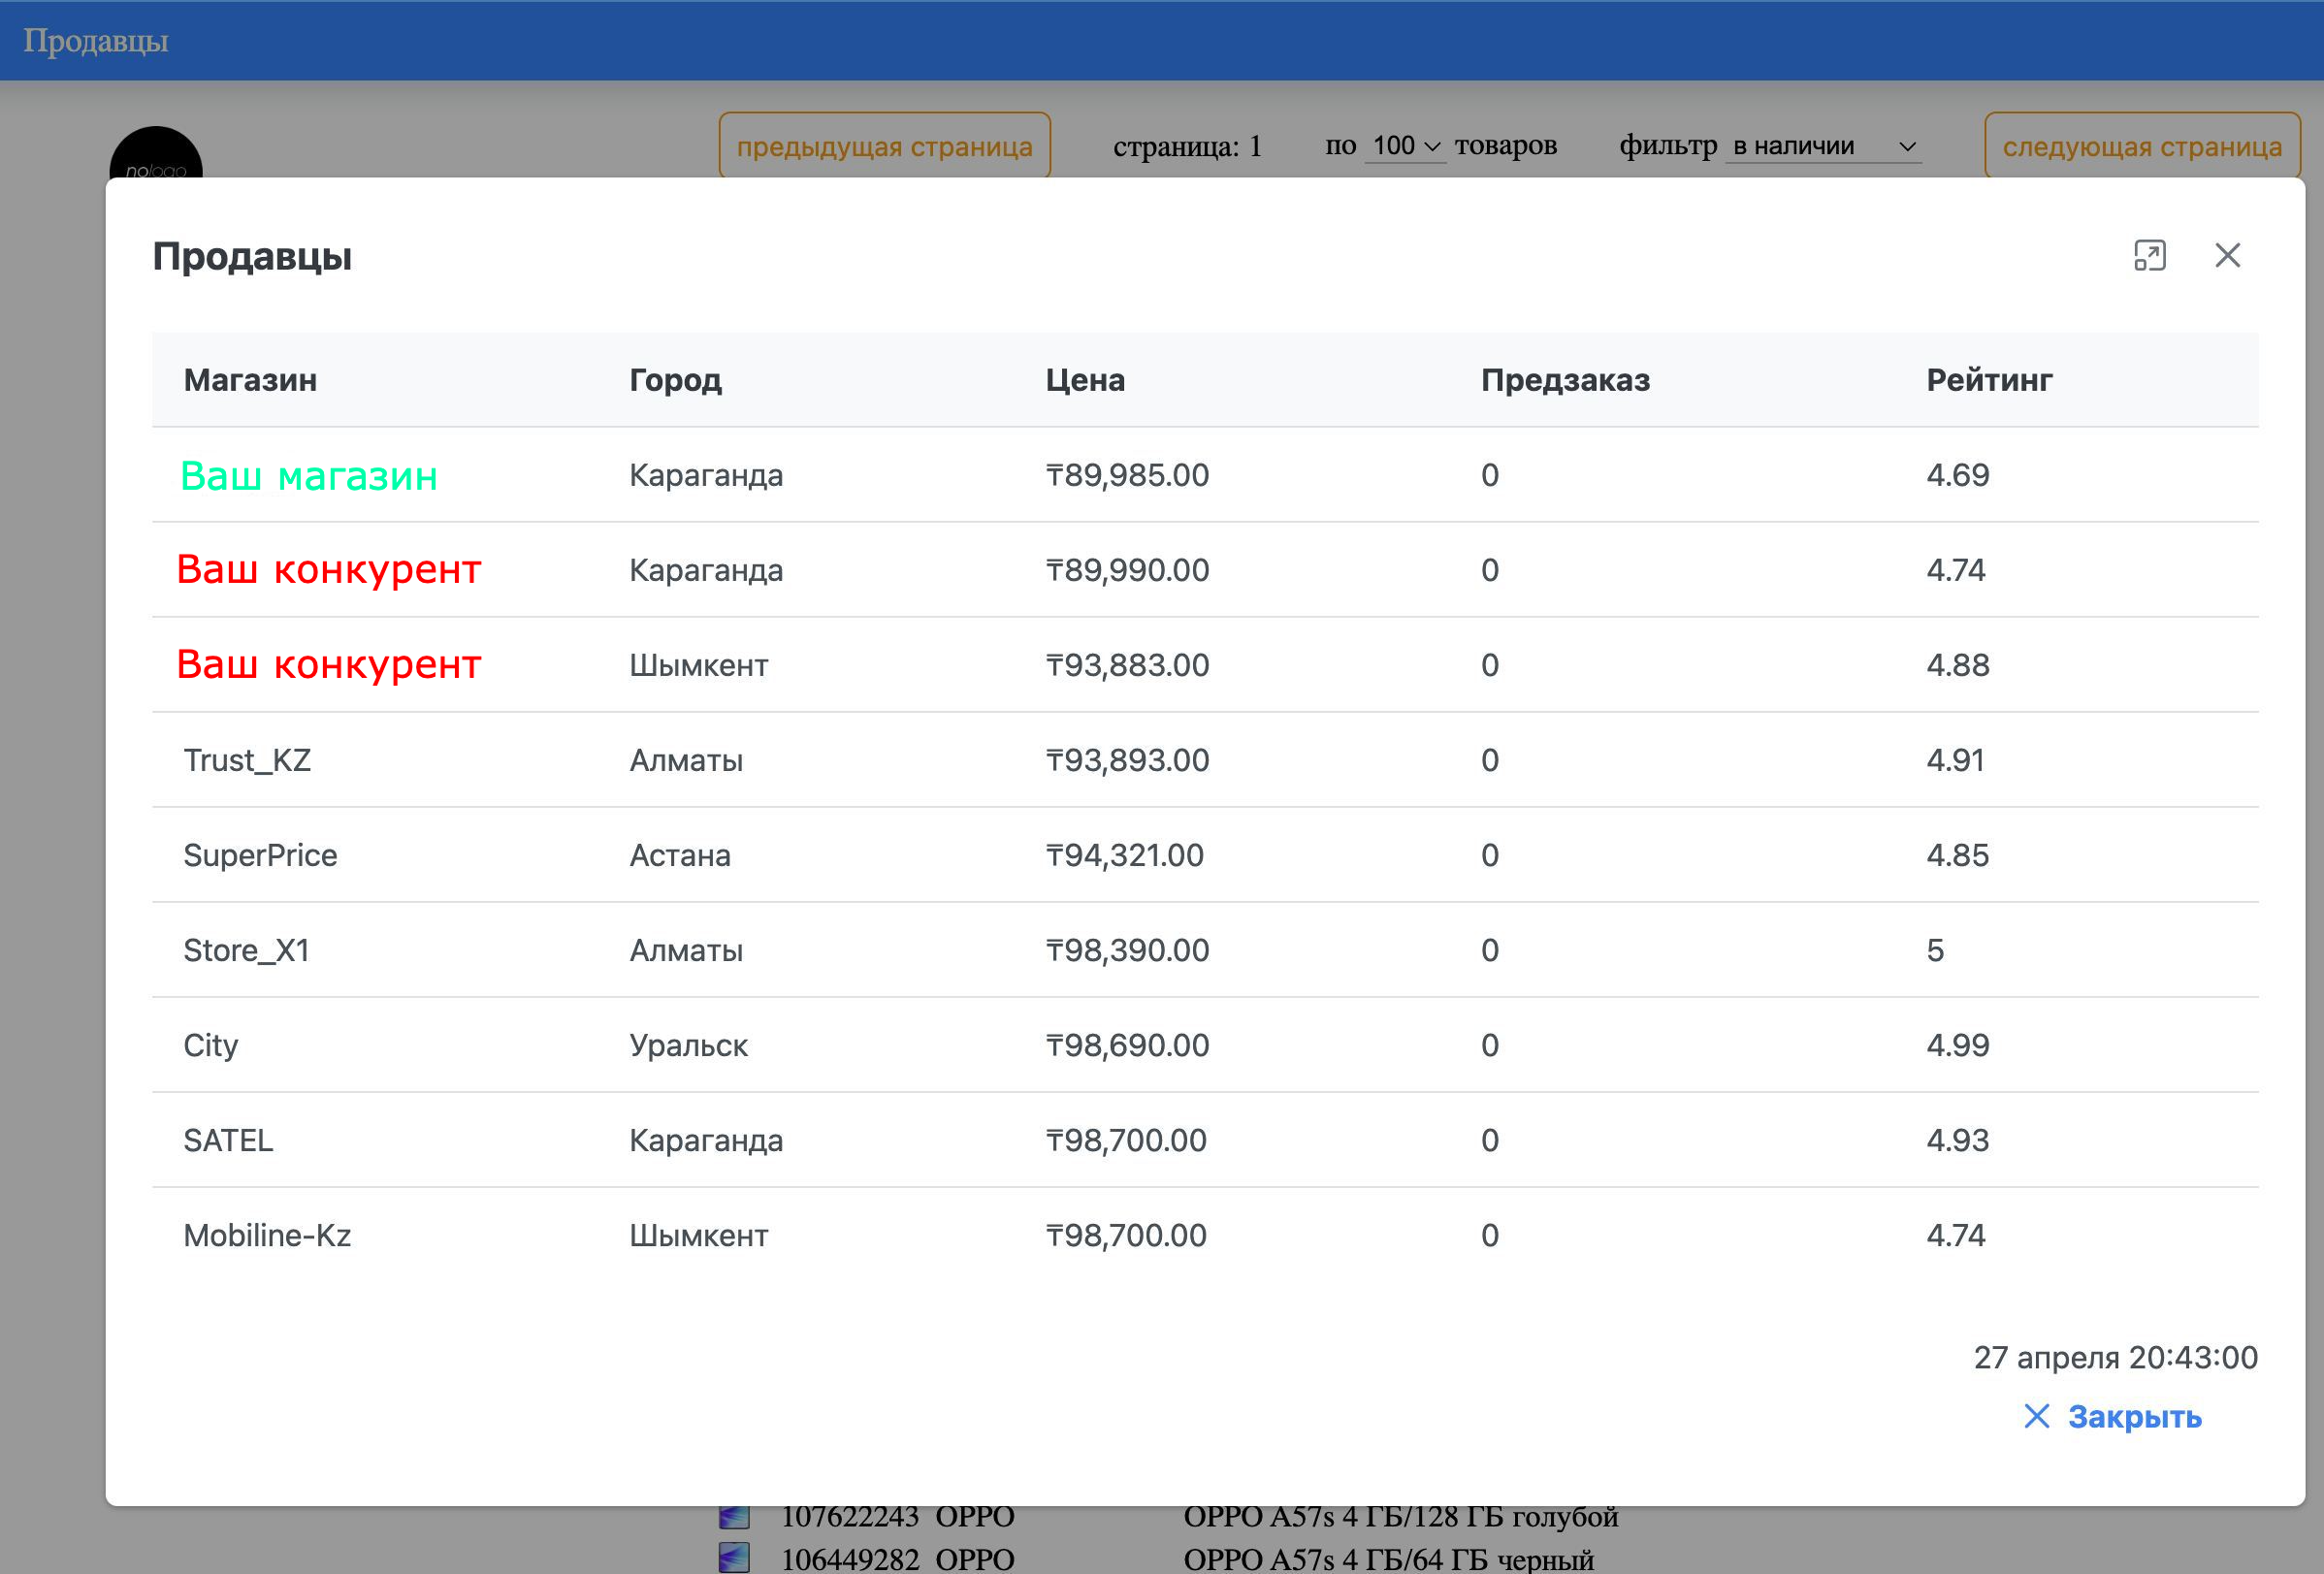 Продавцы
nologo
предыдущая страница
страница: 1
по 100 товаров
фильтр в наличии
следующая страница
Продавцы
Магазин Город Цена Предзаказ Рейтинг
Ваш магазин Караганда ₸89,985.00 0 4.69
Ваш конкурент Караганда ₸89,990.00 0 4.74
Ваш конкурент Шымкент ₸93,883.00 0 4.88
Trust_KZ Алматы ₸93,893.00 0 4.91
SuperPrice Астана ₸94,321.00 0 4.85
Store_X1 Алматы ₸98,390.00 0 5
City Уральск ₸98,690.00 0 4.99
SATEL Караганда ₸98,700.00 0 4.93
Mobiline-Kz Шымкент ₸98,700.00 0 4.74
27 апреля 20:43:00
Закрыть
107622243 OPPO OPPO A57s 4 ГБ/128 ГБ голубой
106449282 OPPO OPPO A57s 4 ГБ/64 ГБ черный